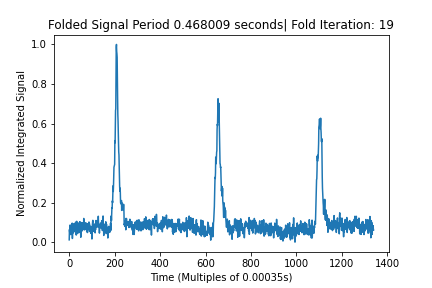 Folded Signal Period 0.468009 seconds| Fold Iteration: 19
Normalized Integrated Signal
1.0
0.8
0.6
0.4
0.2
0.0
0 200 400 600 800 1000 1200 1400
Time (Multiples of 0.00035s)